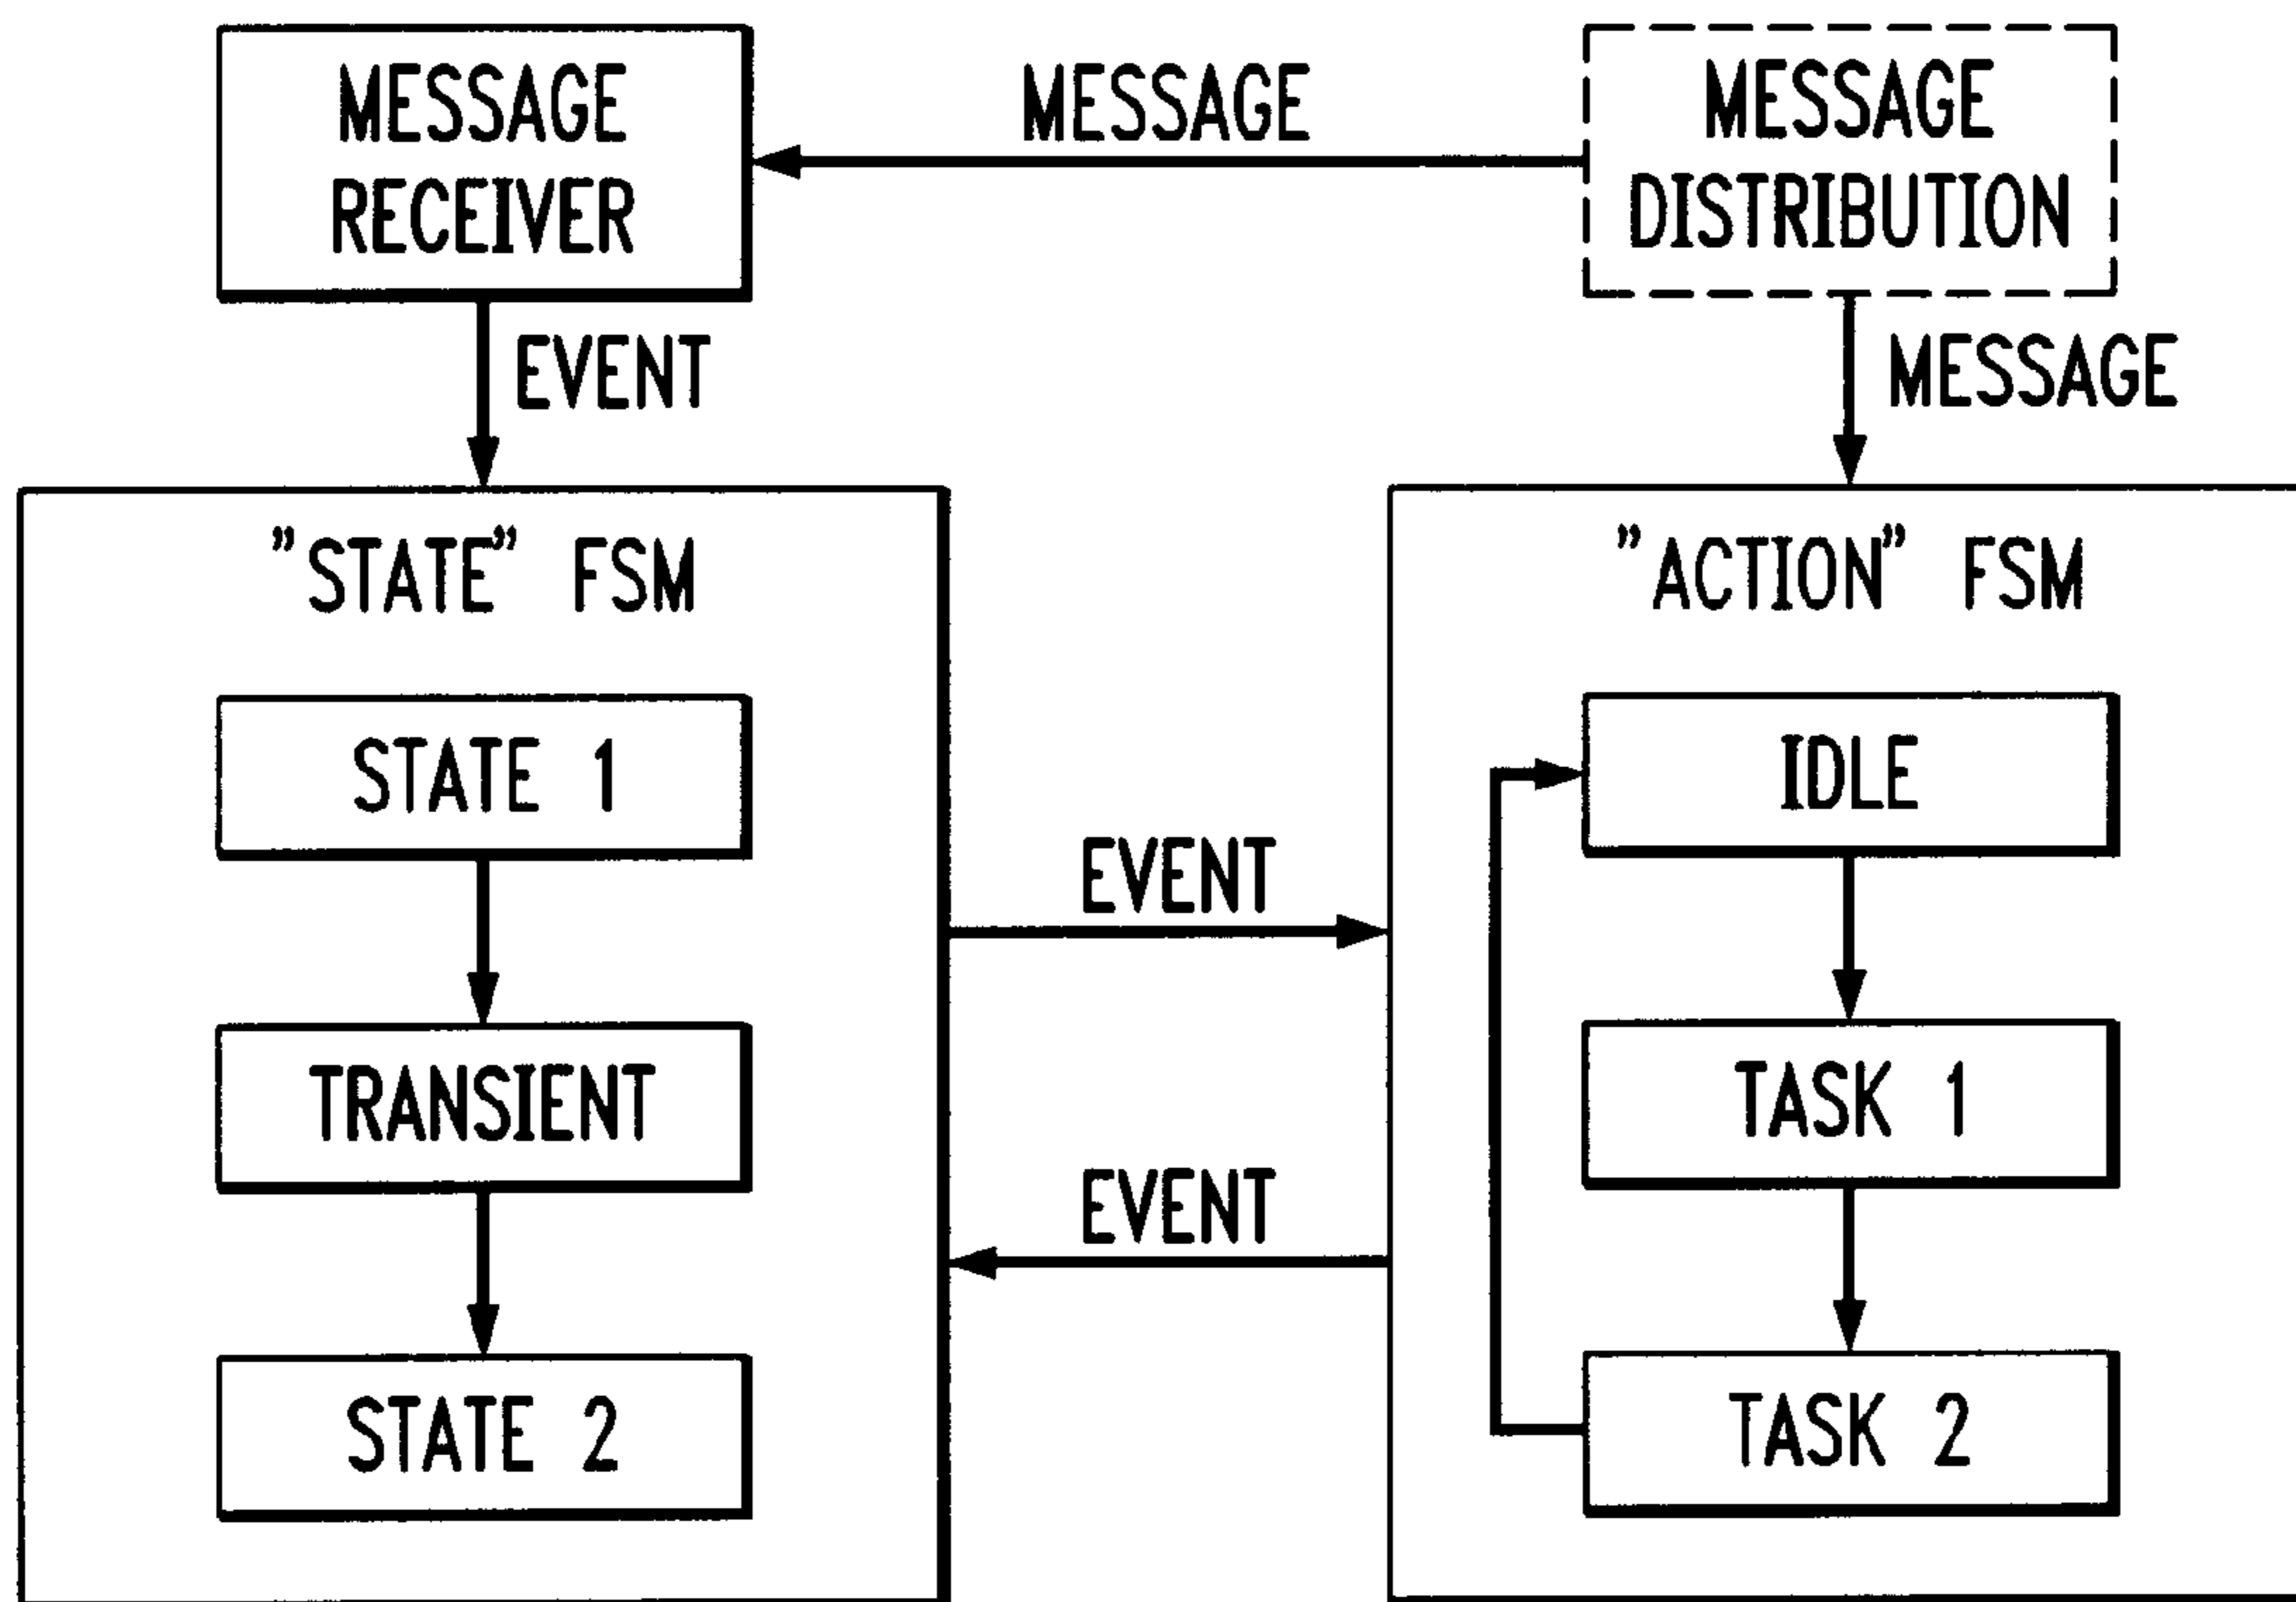 MESSAGE
RECEIVER
MESSAGE
MESSAGE
DISTRIBUTION
EVENT
MESSAGE
"STATE" FSM
STATE 1
TRANSIENT
STATE 2
EVENT
EVENT
"ACTION" FSM
IDLE
TASK 1
TASK 2